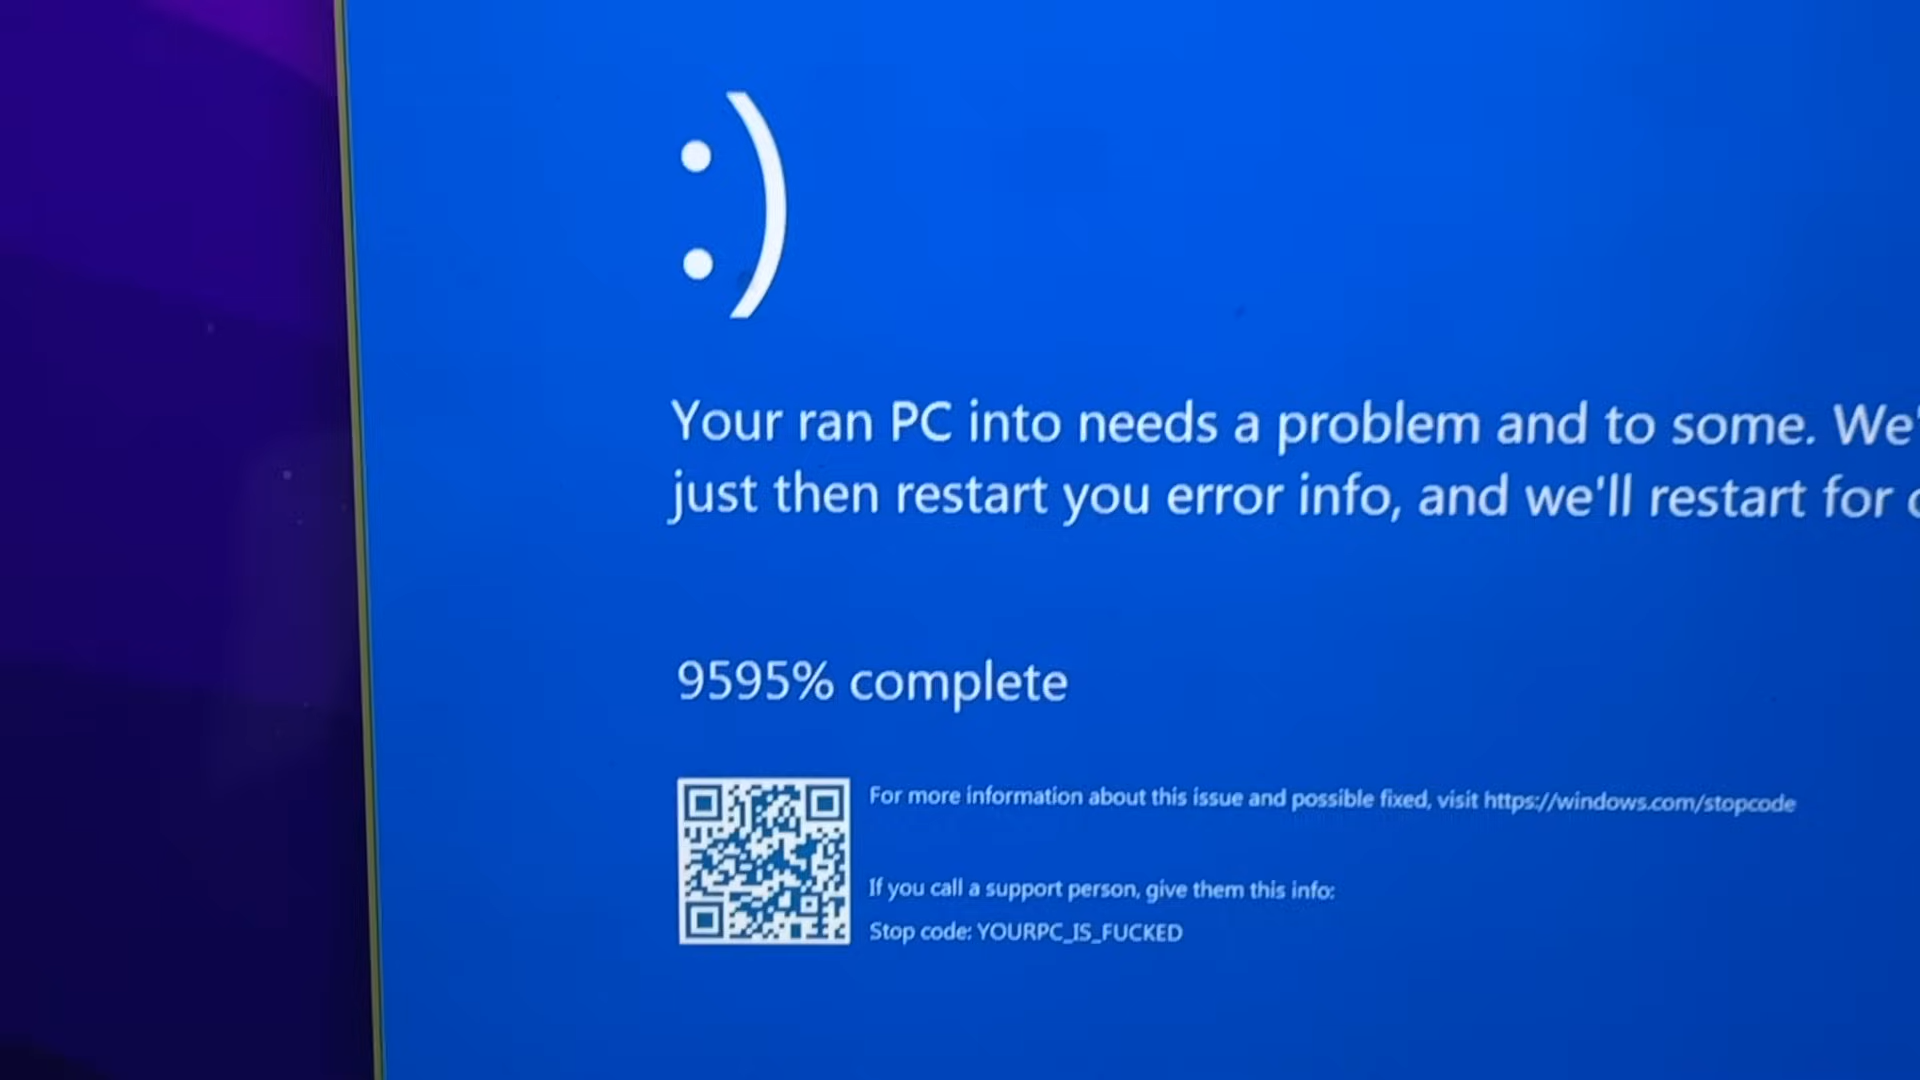 :)
Your ran PC into needs a problem and to some. We'
just then restart you error info, and we'll restart for
9595% complete
For more information about this issue and possible fixed, visit https://windows.com/stopcode
If you call a support person, give them this info:
Stop code: YOURPC_IS_FUCKED